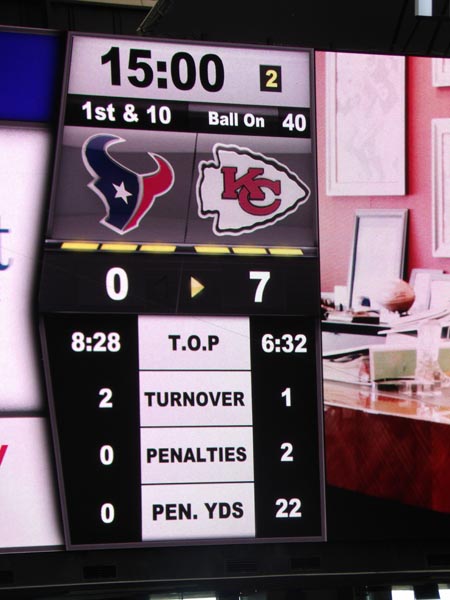 15:00 2
1st & 10 Ball On 40
KC
0 7
8:28 T.O.P 6:32
2 TURNOVER 1
0 PENALTIES 2
0 PEN. YDS 22